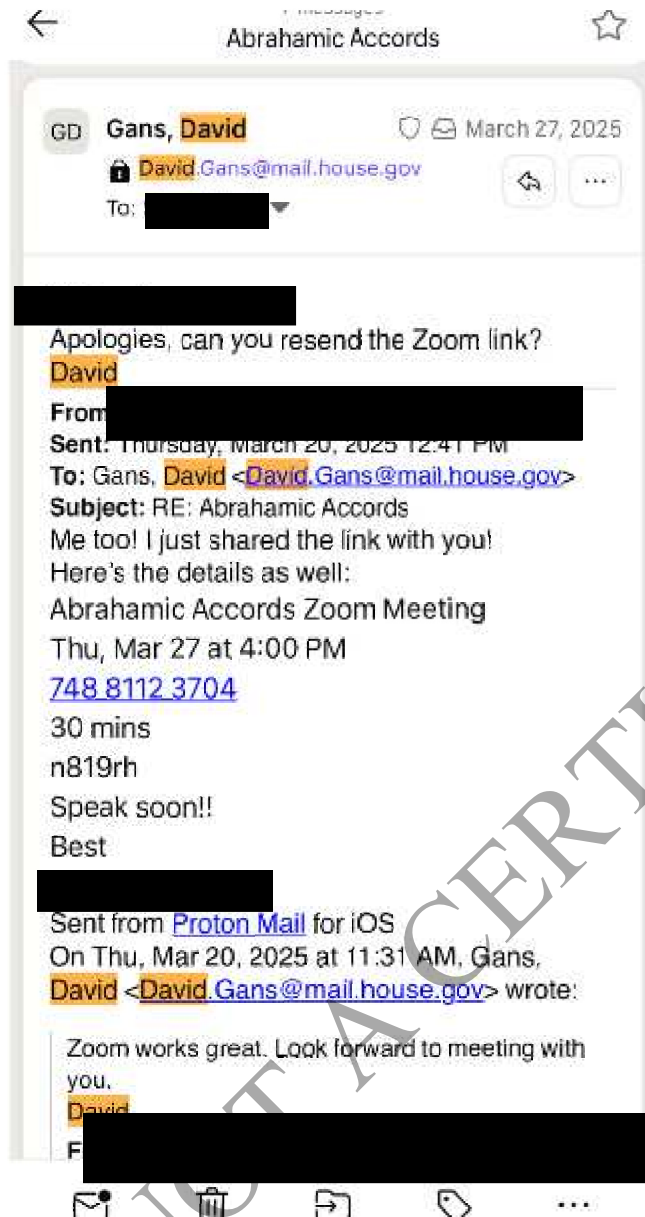 Abrahamic Accords
GD
Gans, David
March 27, 2025
David.Gans@mail.house.gov
To:
Apologies, can you resend the Zoom link?
David
From
Sent: Thursday, March 20, 2025 12:41 PM
To: Gans, David <David.Gans@mail.house.gov>
Subject: RE: Abrahamic Accords
Me too! I just shared the link with you!
Here's the details as well:
Abrahamic Accords Zoom Meeting
Thu, Mar 27 at 4:00 PM
748 8112 3704
30 mins
n819rh
Speak soon!!
Best
Sent from Proton Mail for iOS
On Thu, Mar 20, 2025 at 11:31 AM, Gans,
David <David.Gans@mail.house.gov> wrote:
Zoom works great. Look forward to meeting with
you.
David
F
A CERT